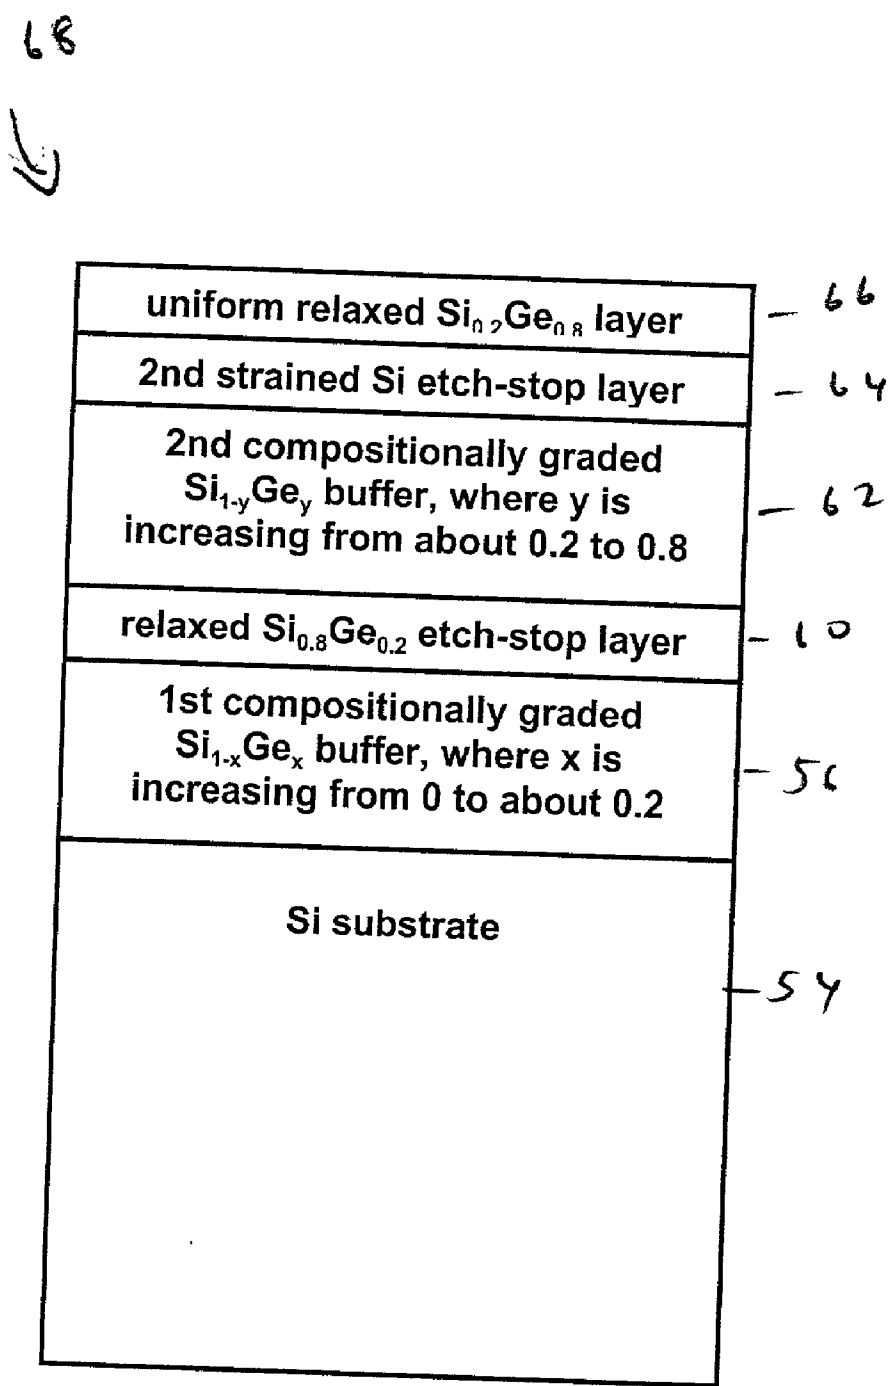 68
uniform relaxed Si0.2Ge0.8 layer - 66
2nd strained Si etch-stop layer - 64
2nd compositionally graded
Si1-yGey buffer, where y is - 62
increasing from about 0.2 to 0.8
relaxed Si0.8Ge0.2 etch-stop layer - 10
1st compositionally graded
Si1-xGex buffer, where x is - 56
increasing from 0 to about 0.2
Si substrate
- 54